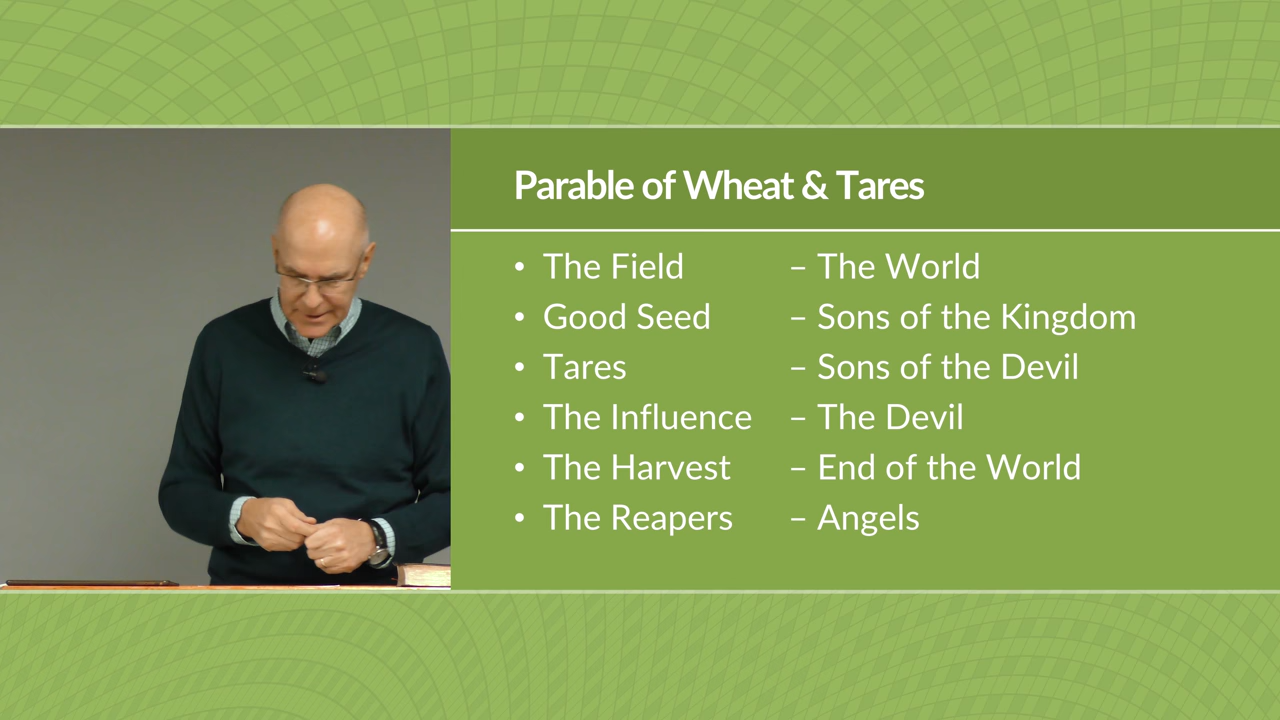 Parable of Wheat & Tares
• The Field – The World
• Good Seed – Sons of the Kingdom
• Tares – Sons of the Devil
• The Influence – The Devil
• The Harvest – End of the World
• The Reapers – Angels